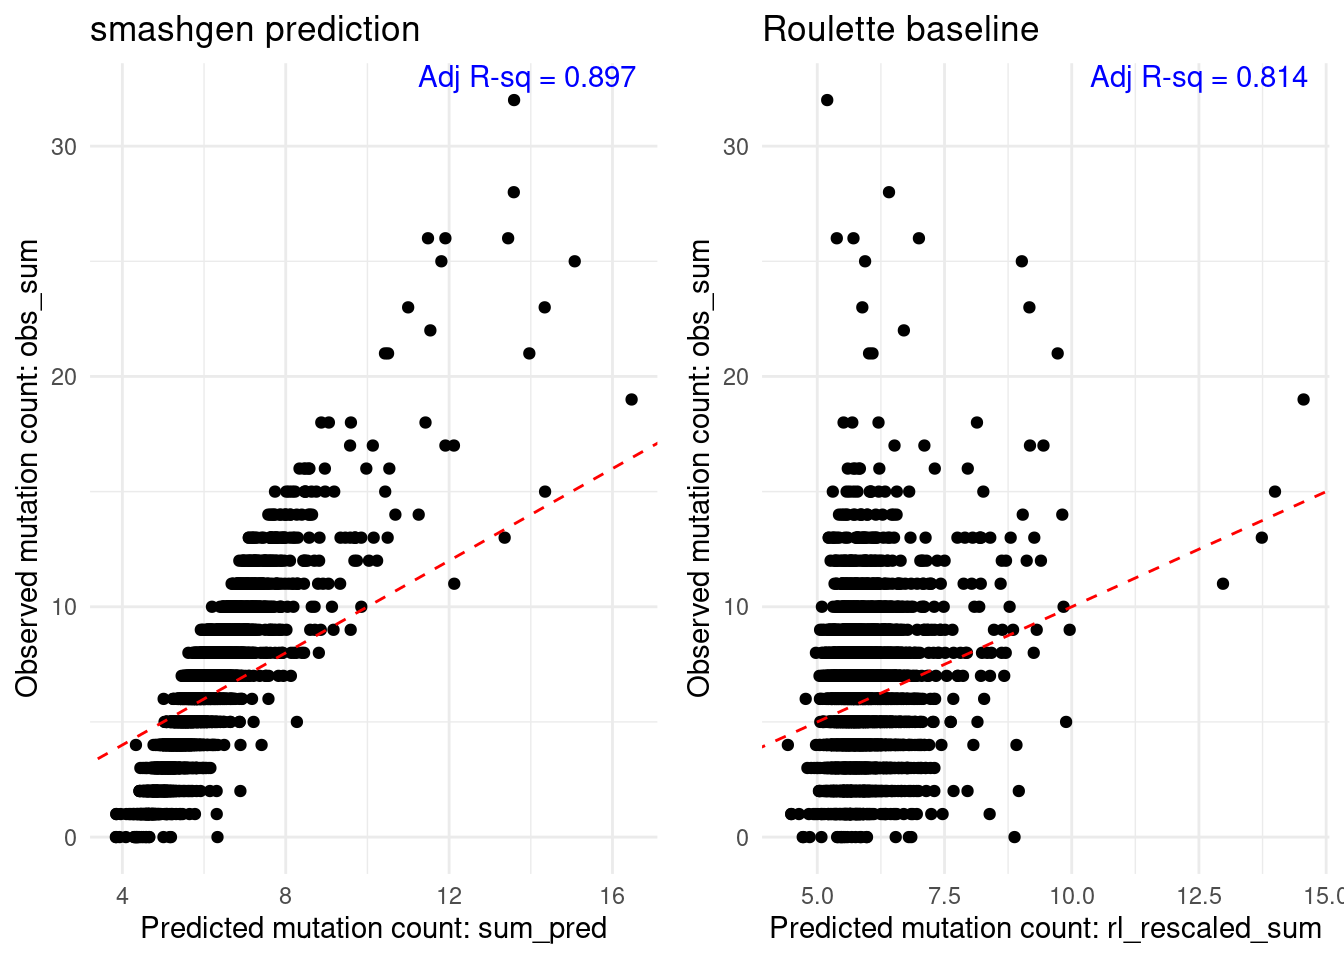 smashgen prediction
Adj R-sq = 0.897
30
20
10
0
4 8 12 16
Observed mutation count: obs_sum
Predicted mutation count: sum_pred
Roulette baseline
Adj R-sq = 0.814
30
20
10
0
5.0 7.5 10.0 12.5 15.0
Observed mutation count: obs_sum
Predicted mutation count: rl_rescaled_sum